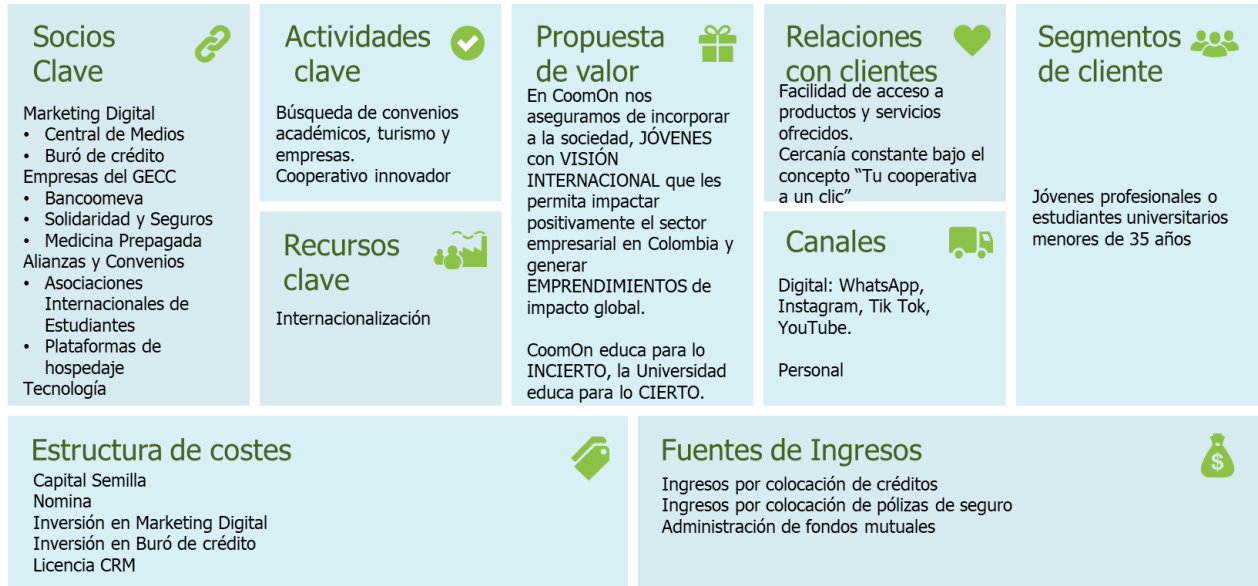 Socios
Clave
Marketing Digital
• Central de Medios
• Buró de crédito
Empresas del GECC
• Bancoomeva
• Solidaridad y Seguros
• Medicina Prepagada
Alianzas y Convenios
• Asociaciones
Internacionales de
Estudiantes
• Plataformas de
hospedaje
Tecnología
Actividades
clave
Búsqueda de convenios
académicos, turismo y
empresas.
Cooperativo innovador
Recursos
clave
Internacionalización
Propuesta
de valor
En CoomOn nos
aseguramos de incorporar
a la sociedad, JÓVENES
con VISIÓN
INTERNACIONAL que les
permita impactar
positivamente el sector
empresarial en Colombia y
generar
EMPRENDIMIENTOS de
impacto global.
CoomOn educa para lo
INCIERTO, la Universidad
educa para lo CIERTO.
Relaciones
con clientes
Facilidad de acceso a
productos y servicios
ofrecidos.
Cercanía constante bajo el
concepto “Tu cooperativa
a un clic”
Canales
Digital: WhatsApp,
Instagram, Tik Tok,
YouTube.
Personal
Segmentos
de cliente
Jóvenes profesionales o
estudiantes universitarios
menores de 35 años
Estructura de costes
Capital Semilla
Nomina
Inversión en Marketing Digital
Inversión en Buró de crédito
Licencia CRM
Fuentes de Ingresos
$
Ingresos por colocación de créditos
Ingresos por colocación de pólizas de seguro
Administración de fondos mutuales